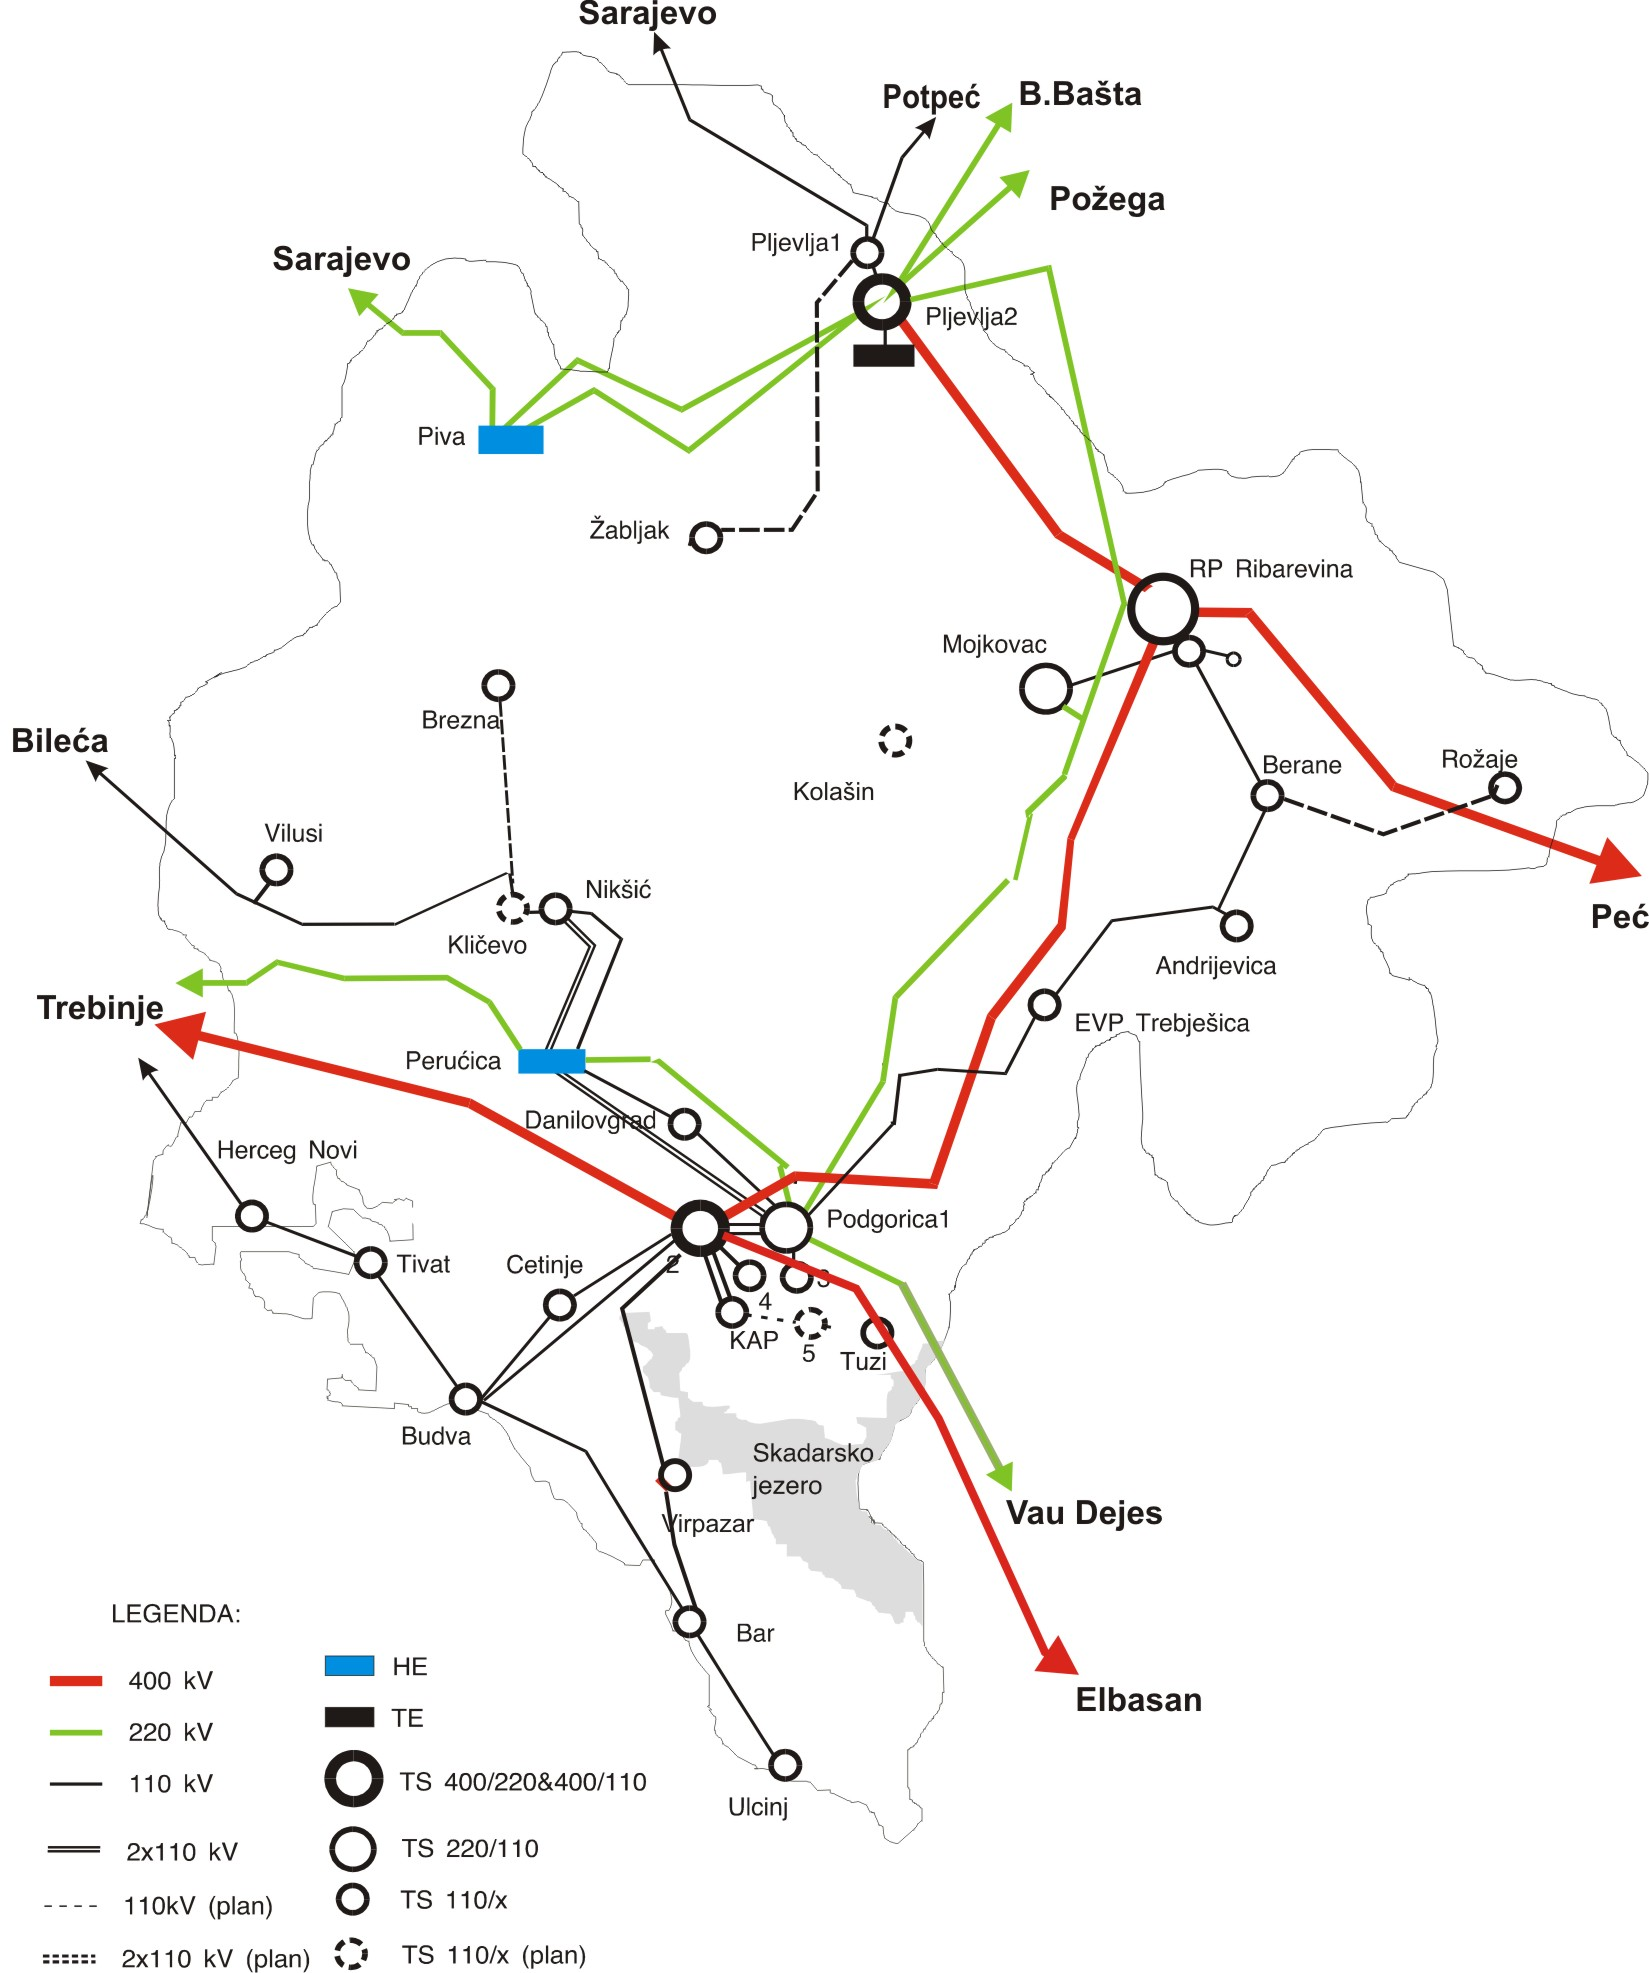 Sarajevo
Potpeć
B.Bašta
Požega
Pljevlja1
Sarajevo
Pljevlja2
Piva
Žabljak
RP Ribarevina
Mojkovac
Brezna
Bileća
Kolašin
Berane
Rožaje
Vilusi
Nikšić
Peć
Kličevo
Andrijevica
Trebinje
EVP Trebješica
Perućica
Danilovgrad
Herceg Novi
Podgorica1
Cetinje
Tivat
2
3
4
KAP
5
Tuzi
Budva
Skadarsko
jezero
Vau Dejes
Virpazar
Bar
Elbasan
Ulcinj
LEGENDA:
400 kV
220 kV
110 kV
2x110 kV
110kV (plan)
2x110 kV (plan)
HE
TE
TS 400/220&400/110
TS 220/110
TS 110/x
TS 110/x (plan)